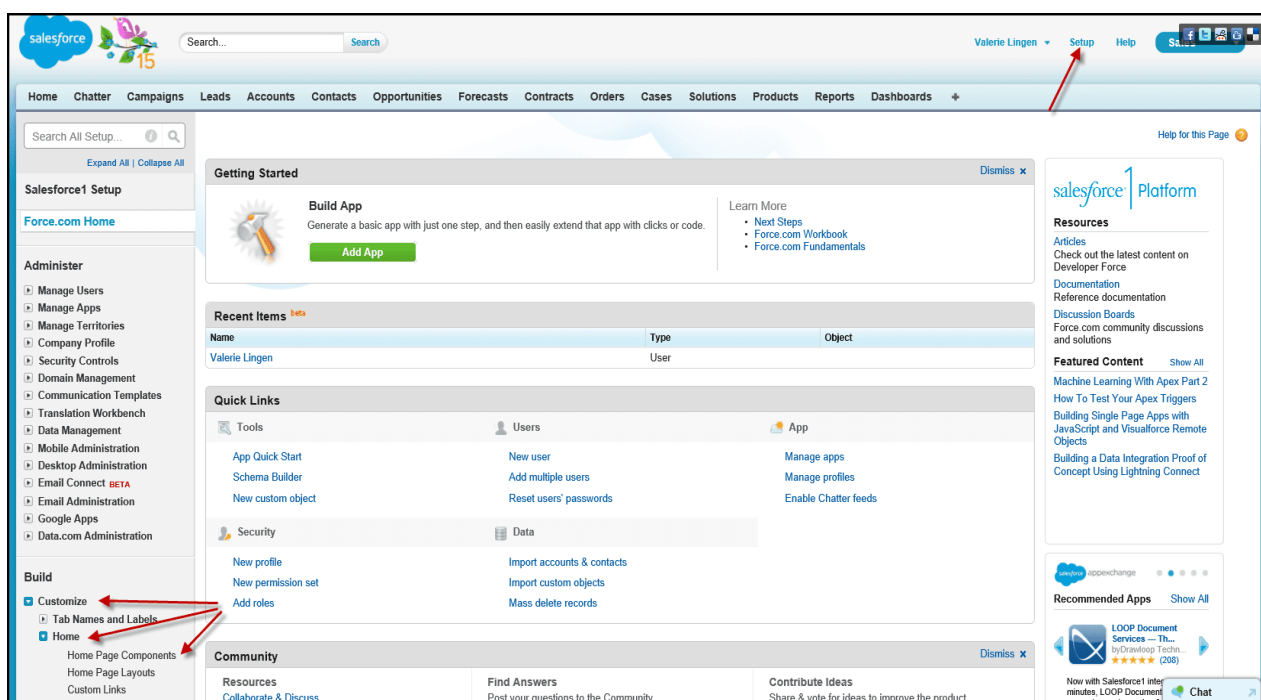 salesforce
15
Search...
Search
Valerie Lingen
Setup
Help
Home Chatter Campaigns Leads Accounts Contacts Opportunities Forecasts Contracts Orders Cases Solutions Products Reports Dashboards +
Search All Setup...
Expand All | Collapse All
Salesforce1 Setup
Force.com Home
Administer
Manage Users
Manage Apps
Manage Territories
Company Profile
Security Controls
Domain Management
Communication Templates
Translation Workbench
Data Management
Mobile Administration
Desktop Administration
Email Connect BETA
Email Administration
Google Apps
Data.com Administration
Build
Customize
Tab Names and Labels
Home
Home Page Components
Home Page Layouts
Custom Links
Help for this Page
Getting Started
Dismiss x
Build App
Generate a basic app with just one step, and then easily extend that app with clicks or code.
Add App
Learn More
Next Steps
Force.com Workbook
Force.com Fundamentals
Recent Items beta
Name Type Object
Valerie Lingen User
Quick Links
Tools
App Quick Start
Schema Builder
New custom object
Users
New user
Add multiple users
Reset users' passwords
App
Manage apps
Manage profiles
Enable Chatter feeds
Security
New profile
New permission set
Add roles
Data
Import accounts & contacts
Import custom objects
Mass delete records
Community
Dismiss x
Resources
Collaborate & Discuss
Find Answers
Post your questions to the Community
Contribute Ideas
Share & vote for ideas to improve the product
salesforce1 Platform
Resources
Articles
Check out the latest content on
Developer Force
Documentation
Reference documentation
Discussion Boards
Force.com community discussions
and solutions
Featured Content Show All
Machine Learning With Apex Part 2
How To Test Your Apex Triggers
Building Single Page Apps with
JavaScript and Visualforce Remote
Objects
Building a Data Integration Proof of
Concept Using Lightning Connect
salesforce appexchange
Recommended Apps Show All
LOOP Document
Services — Th...
byDrawloop Techn...
(208)
Now with Salesforce1
minutes, LOOP Document
Chat